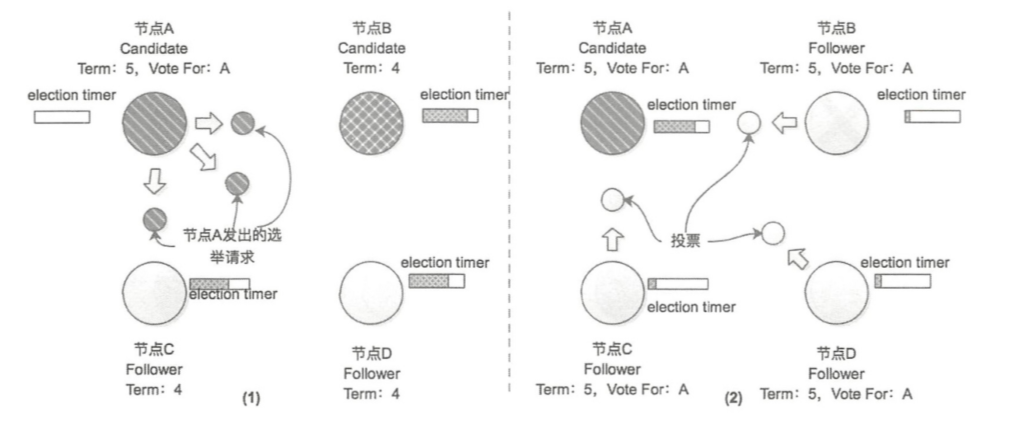 节点A
Candidate
Term：5，Vote For：A
election timer
节点B
Candidate
Term：4
election timer
节点A发出的选
举请求
election timer
节点C
Follower
Term：4
election timer
节点D
Follower
Term：4
(1)
节点A
Candidate
Term：5，Vote For：A
election timer
节点B
Follower
Term：5，Vote For：A
election timer
投票
election timer
节点C
Follower
Term：5，Vote For：A
election timer
节点D
Follower
Term：5，Vote For：A
(2)